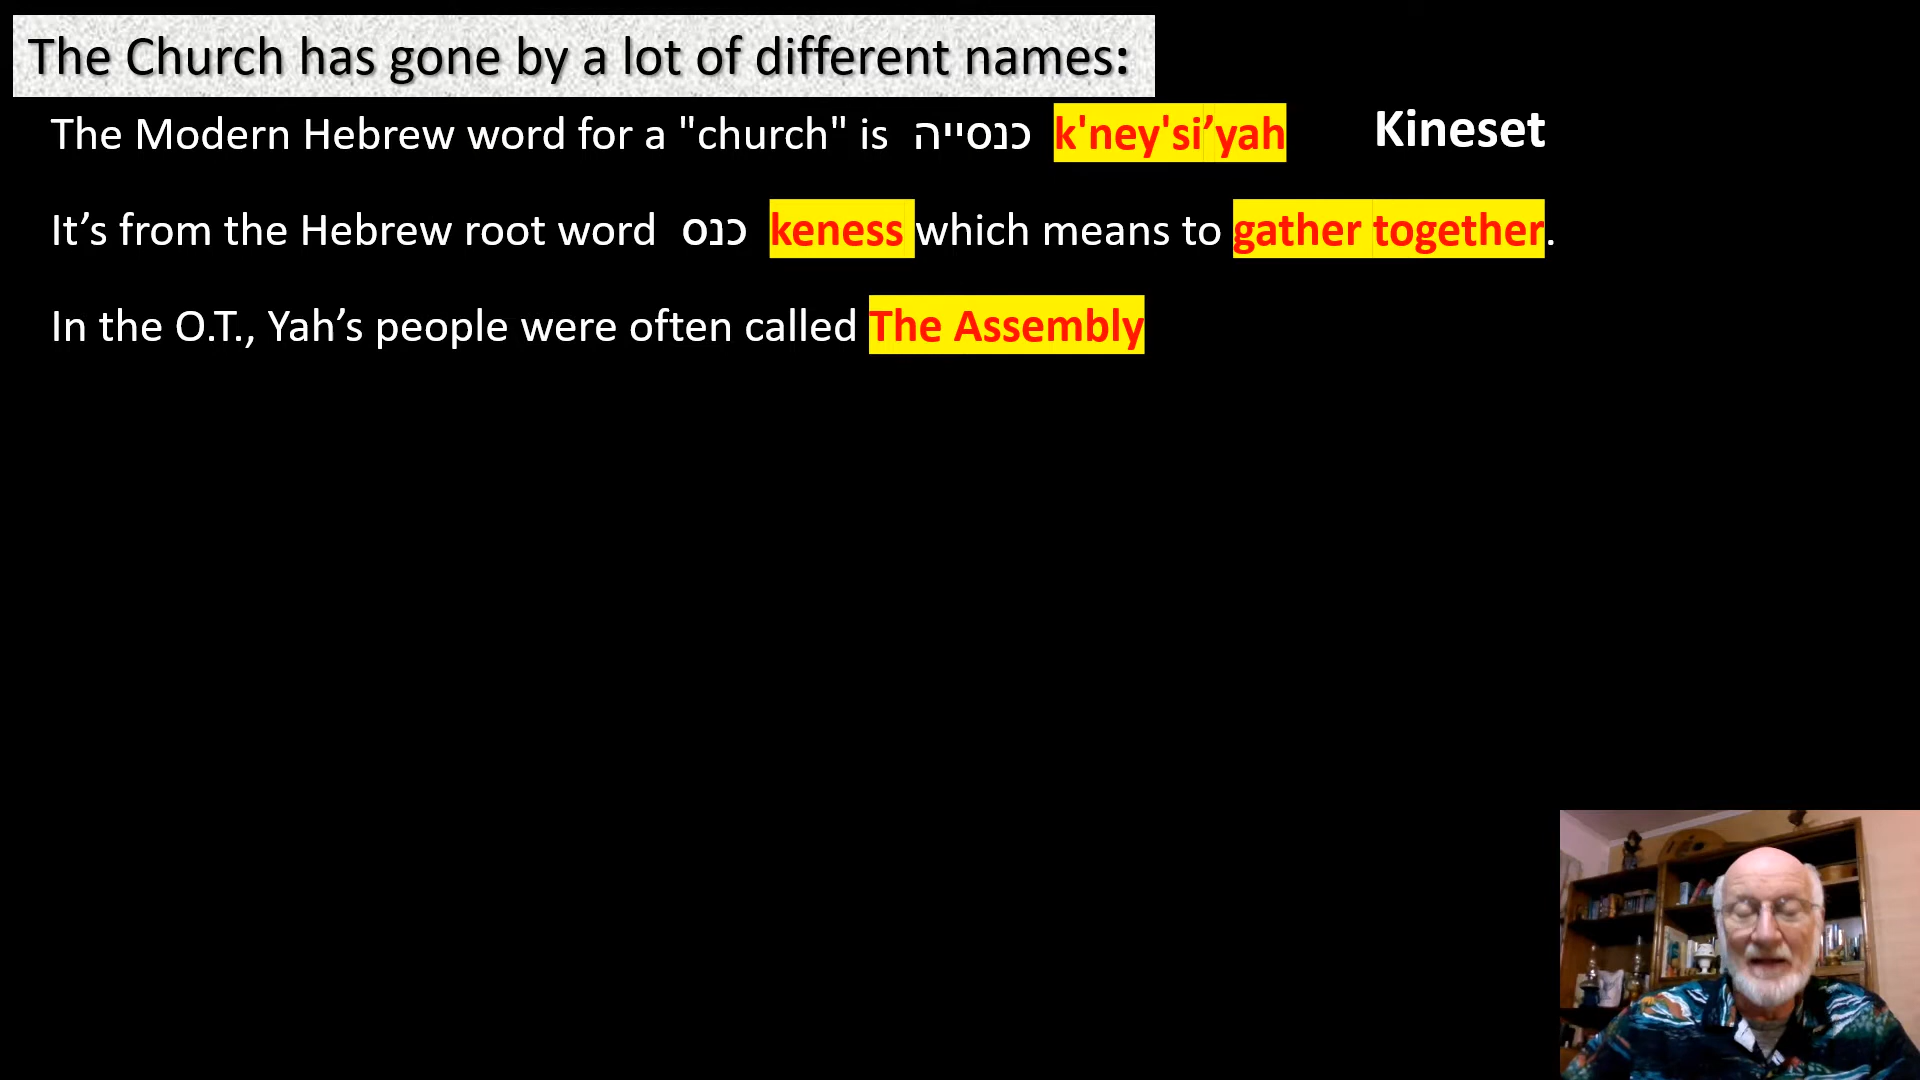 The Church has gone by a lot of different names:
The Modern Hebrew word for a "church" is כנסייה k'ney'si’yah Kineset
It’s from the Hebrew root word כנס keness which means to gather together.
In the O.T., Yah’s people were often called The Assembly